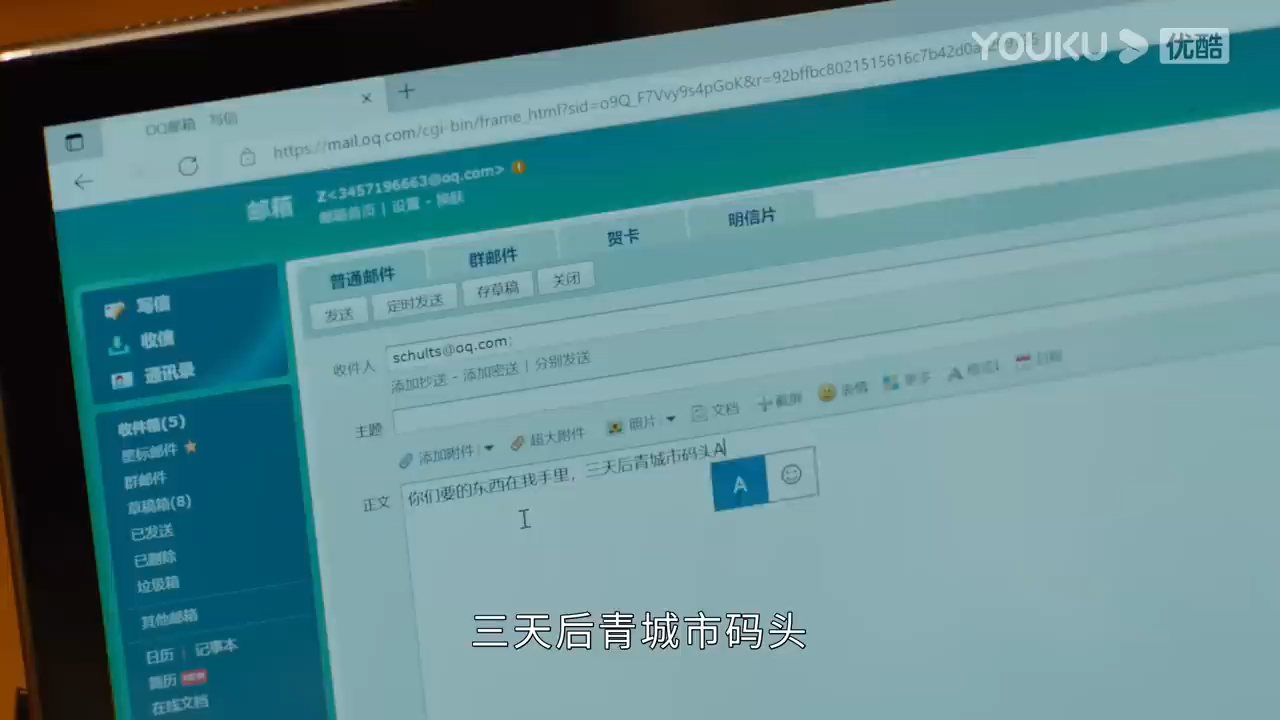 YOUKU 优酷
OQ邮箱 写信
https://mail.oq.com/cgi-bin/frame_html?sid=o9Q_F7Vvy9s4pGoK&r=92bffbc8021515616c7b42d0a
邮箱
Z<3457196663@oq.com>
邮箱首页 | 设置 - 换肤
普通邮件 群邮件 贺卡 明信片
发送 定时发送 存草稿 关闭
写信
收信
通讯录
收件人 schults@oq.com;
添加抄送 - 添加密送 | 分别发送
主题
添加附件 超大附件 照片 文档 截屏 表情 更多 格式 日程
正文 你们要的东西在我手里，三天后青城市码头A
A
收件箱(5)
星标邮件
群邮件
草稿箱(8)
已发送
已删除
垃圾箱
其他邮箱
日历 | 记事本
简历 NEW
在线文档
三天后青城市码头